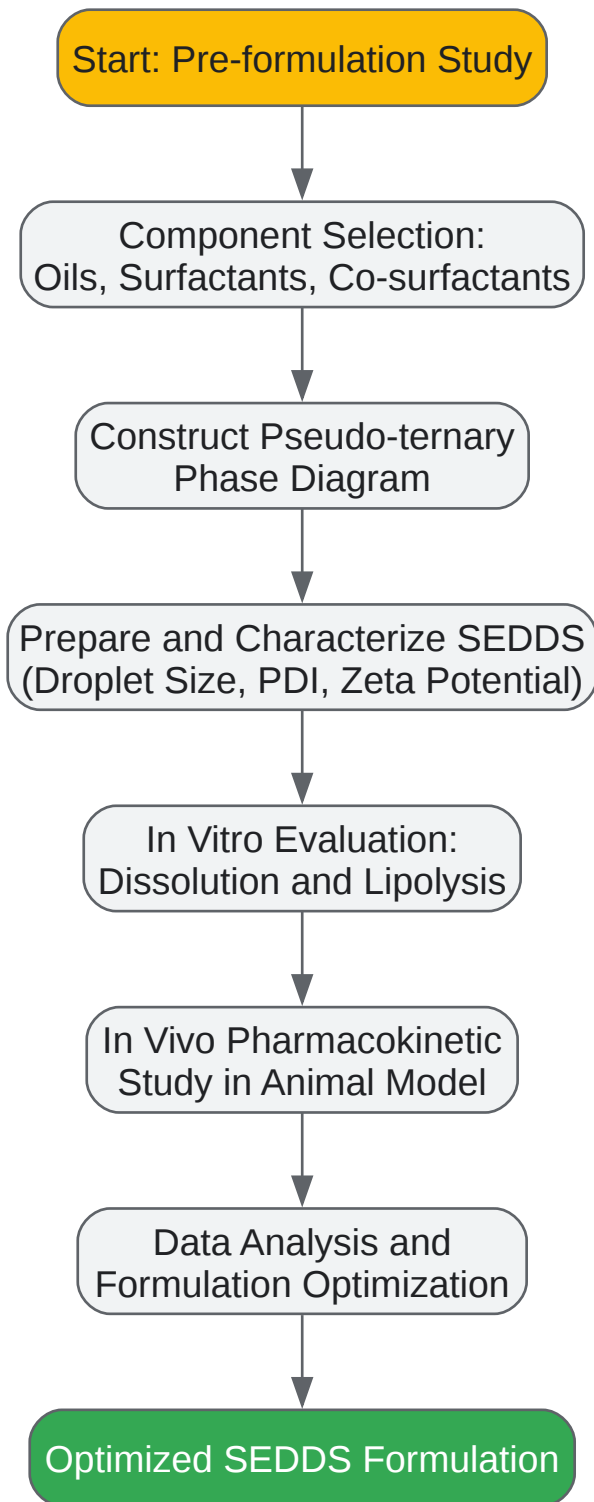 Start: Pre-formulation Study
Component Selection:
Oils, Surfactants, Co-surfactants
Construct Pseudo-ternary
Phase Diagram
Prepare and Characterize SEDDS
(Droplet Size, PDI, Zeta Potential)
In Vitro Evaluation:
Dissolution and Lipolysis
In Vivo Pharmacokinetic
Study in Animal Model
Data Analysis and
Formulation Optimization
Optimized SEDDS Formulation